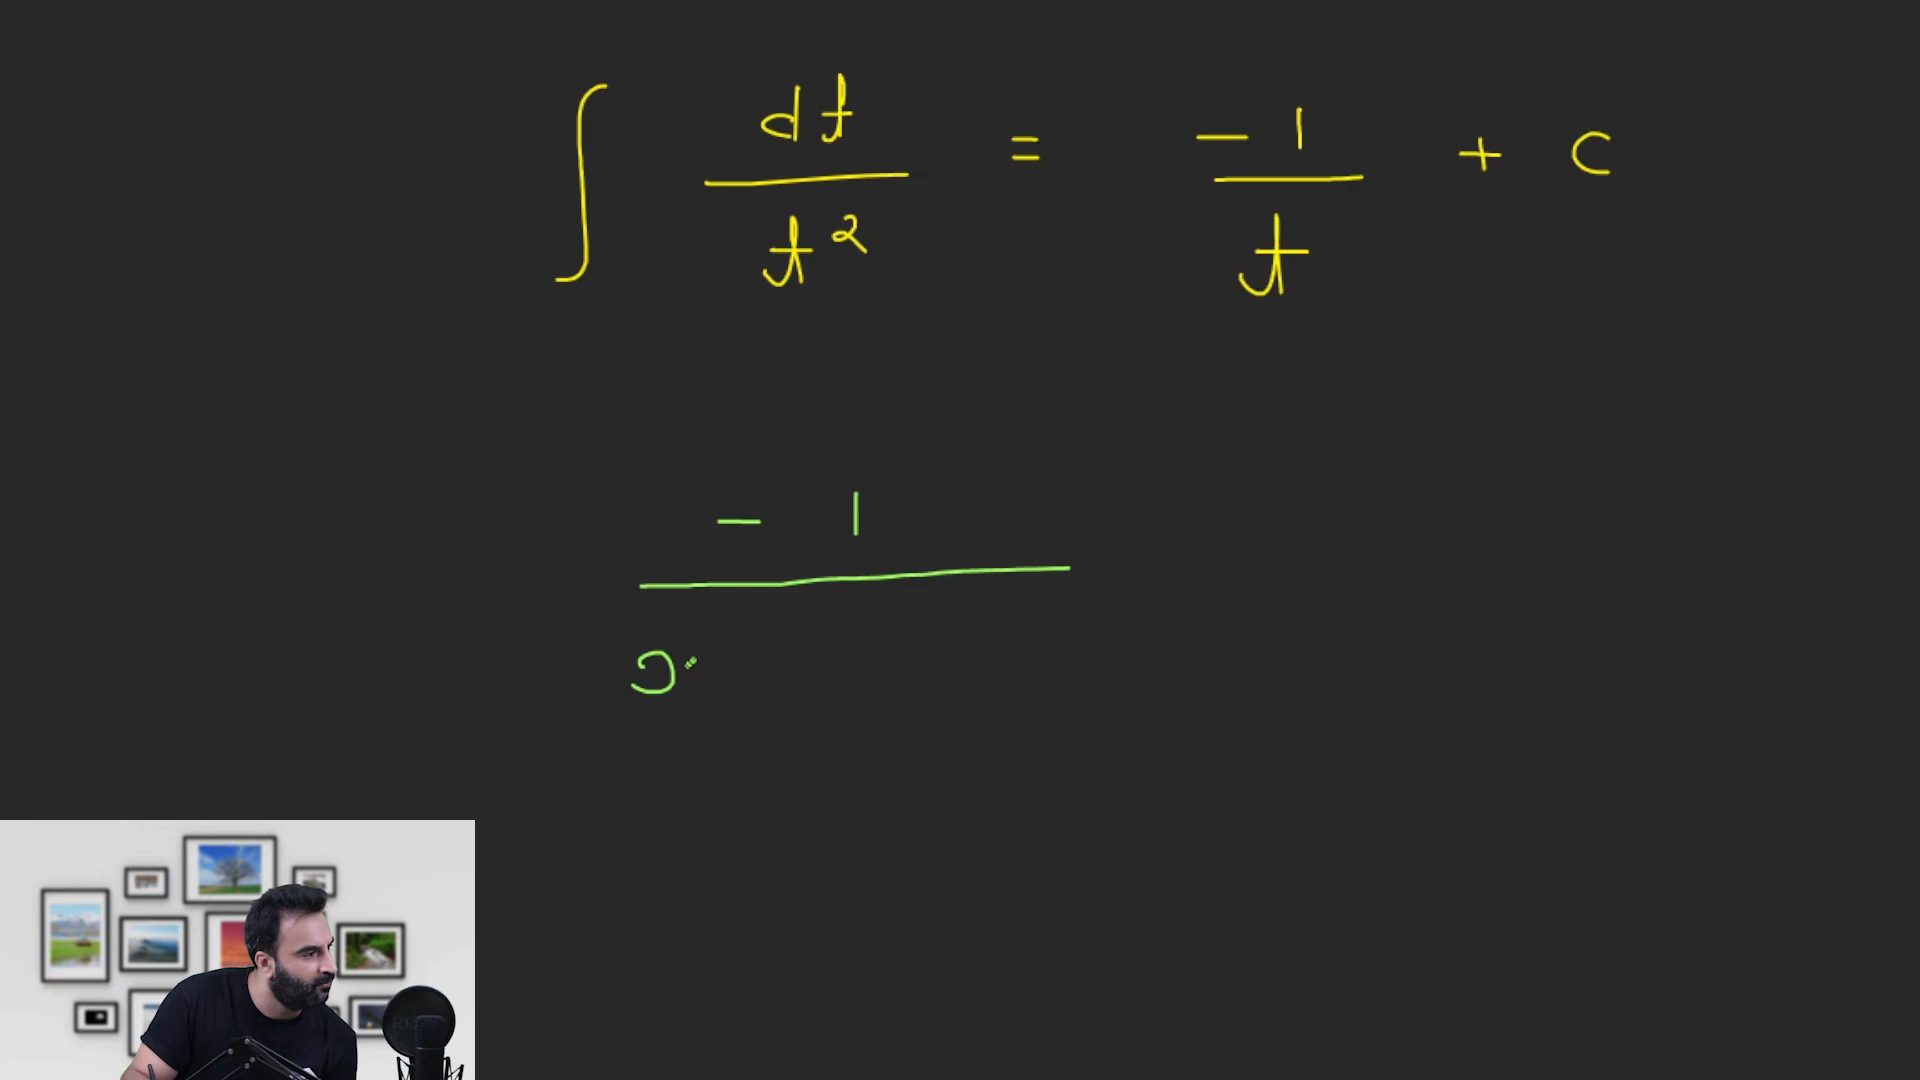 ∫ dt/t² = -1/t + c
- 1